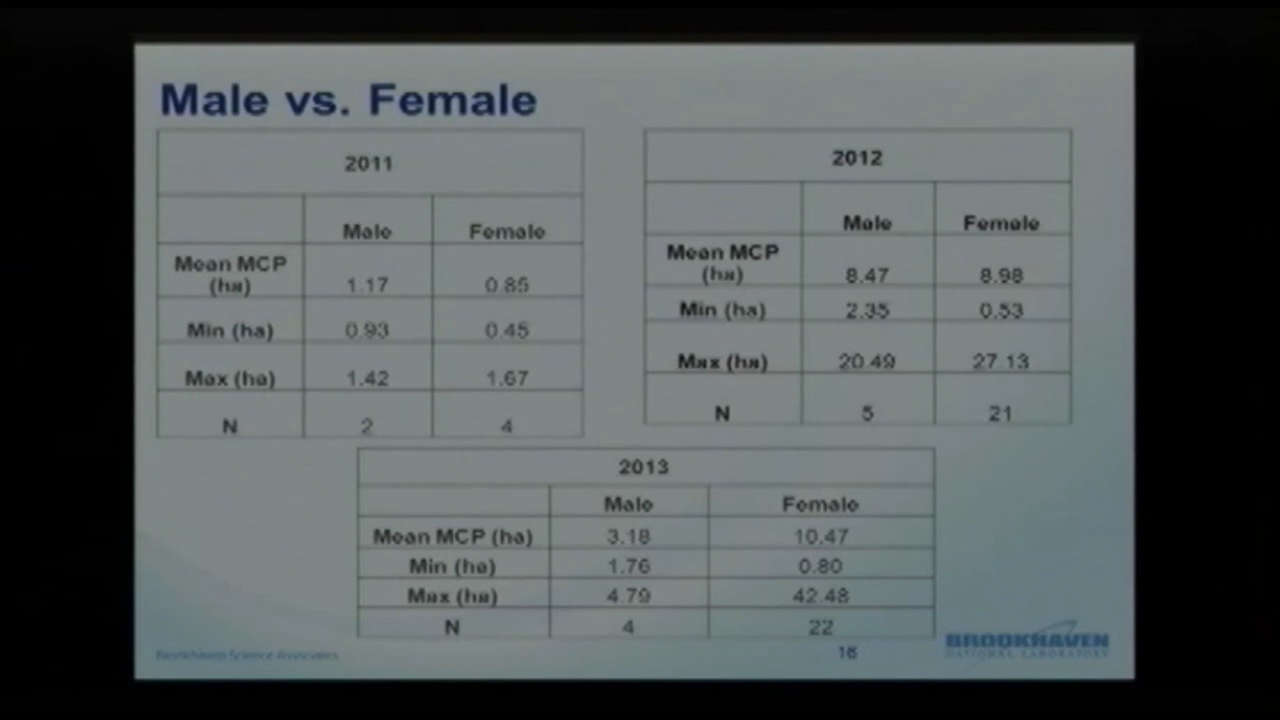 Male vs. Female
2011
Male Female
Mean MCP
(ha) 1.17 0.85
Min (ha) 0.93 0.45
Max (ha) 1.42 1.67
N 2 4
2012
Male Female
Mean MCP
(ha) 8.47 8.98
Min (ha) 2.35 0.53
Max (ha) 20.49 27.13
N 5 21
2013
Male Female
Mean MCP (ha) 3.18 10.47
Min (ha) 1.76 0.80
Max (ha) 4.79 42.48
N 4 22
Brookhaven Science Associates
BROOKHAVEN
NATIONAL LABORATORY